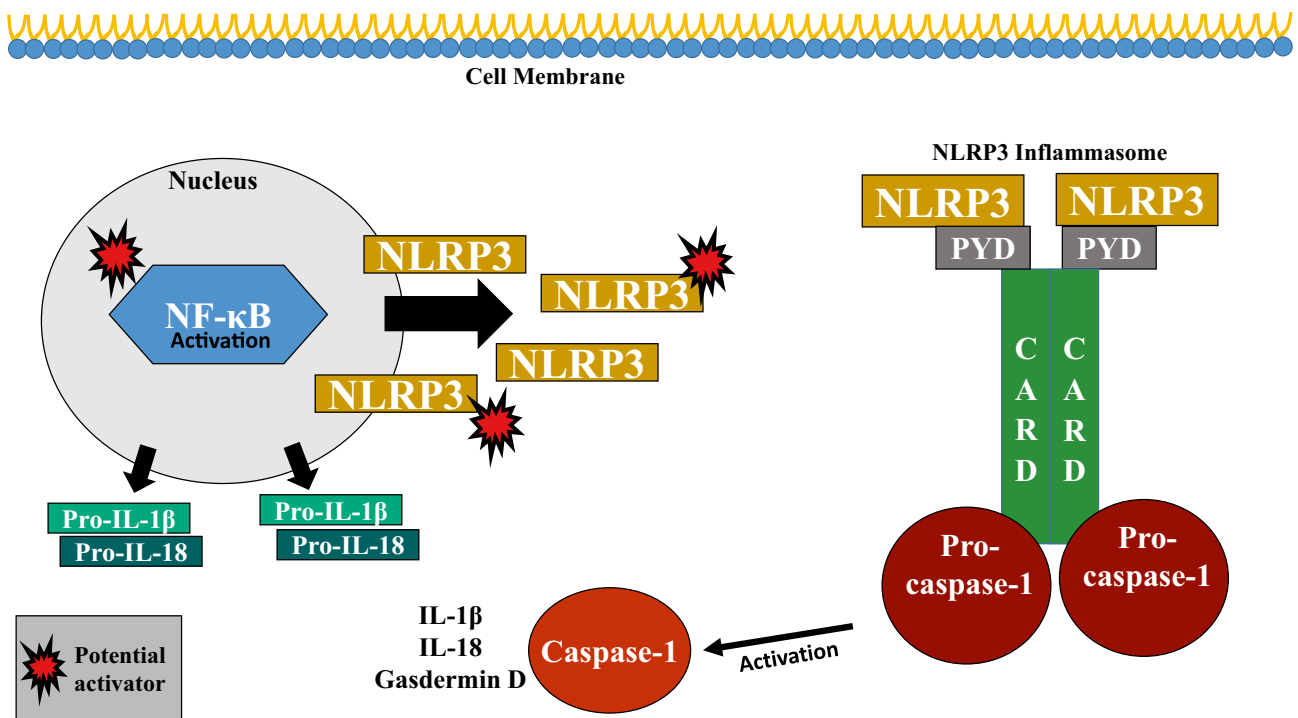 Cell Membrane
Nucleus
NF-κB
Activation
NLRP3
NLRP3
NLRP3
NLRP3
Pro-IL-1β
Pro-IL-18
Pro-IL-1β
Pro-IL-18
Potential
activator
NLRP3 Inflammasome
NLRP3
NLRP3
PYD
PYD
C
A
R
D
C
A
R
D
Pro-
caspase-1
Pro-
caspase-1
Activation
Caspase-1
IL-1β
IL-18
Gasdermin D